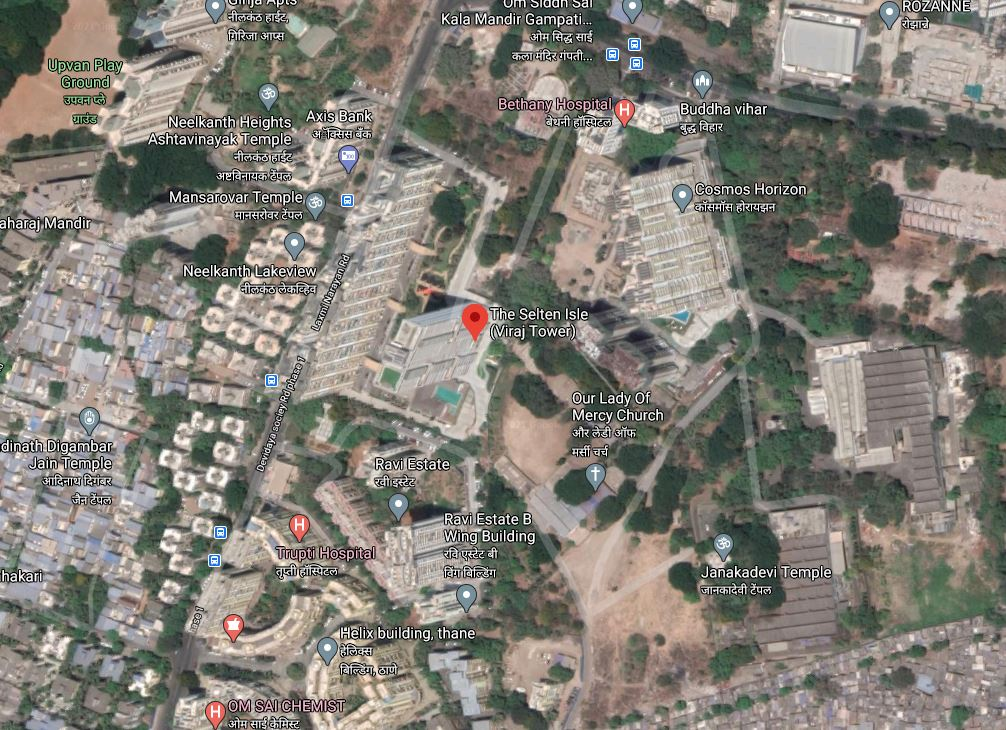 Girija Apts
नीलकंठ हाईट,
गिरिजा आप्स
Om Siddh Sai
Kala Mandir Gampati...
ओम सिद्ध साई
कला मंदिर गंपती...
ROZANNE
रोझान्ने
Upvan Play
Ground
उपवन प्ले
ग्राउंड
Axis Bank
अ‍ॅक्सिस बँक
Bethany Hospital
बेथनी हॉस्पिटल
Buddha vihar
बुद्ध विहार
Neelkanth Heights
Ashtavinayak Temple
नीलकंठ हाईट
अष्टविनायक टेंपल
Mansarovar Temple
मानसरोवर टेंपल
Cosmos Horizon
कॉसमॉस होरायझन
aharaj Mandir
Neelkanth Lakeview
नीलकंठ लेकव्हिव
Laxmi Narayan Rd
The Selten Isle
(Viraj Tower)
Devidaya society Rd phase 1
Our Lady Of
Mercy Church
और लेडी ऑफ
मर्सी चर्च
dinath Digambar
Jain Temple
आदिनाथ दिगंबर
जैन टेंपल
Ravi Estate
रवी इस्टेट
Ravi Estate B
Wing Building
रवि एस्टेट बी
विंग बिल्डिंग
Trupti Hospital
तृप्ती हॉस्पिटल
Janakadevi Temple
जानकादेवी टेंपल
hakari
ase 1
Helix building, thane
हेलिक्स
बिल्डिंग, ठाणे
OM SAI CHEMIST
ओम साई केमिस्ट